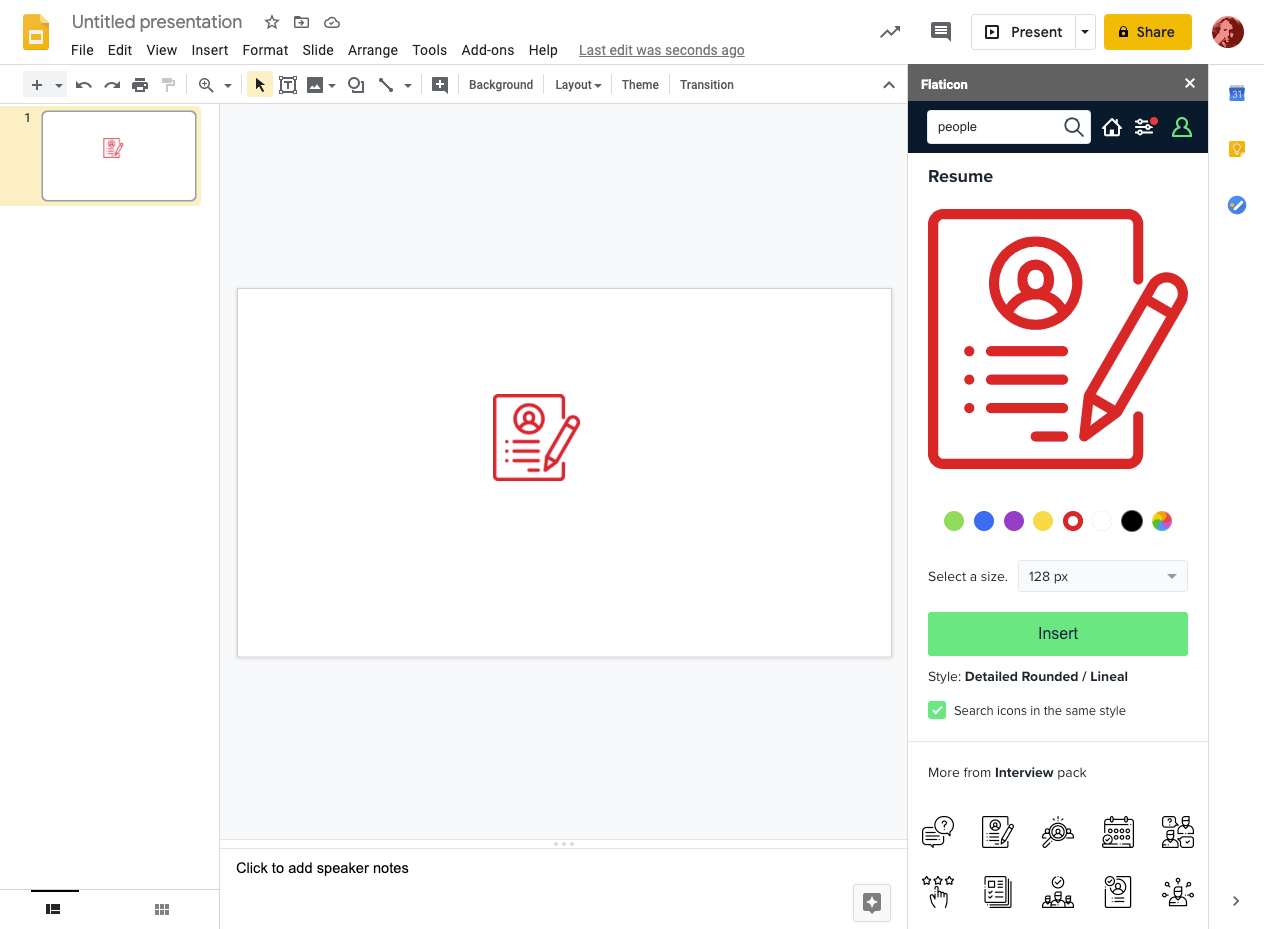 Untitled presentation
File Edit View Insert Format Slide Arrange Tools Add-ons Help Last edit was seconds ago
Present
Share
Background Layout Theme Transition
1
Flaticon
people
31
Resume
Select a size. 128 px
Insert
Style: Detailed Rounded / Lineal
Search icons in the same style
More from Interview pack
Click to add speaker notes